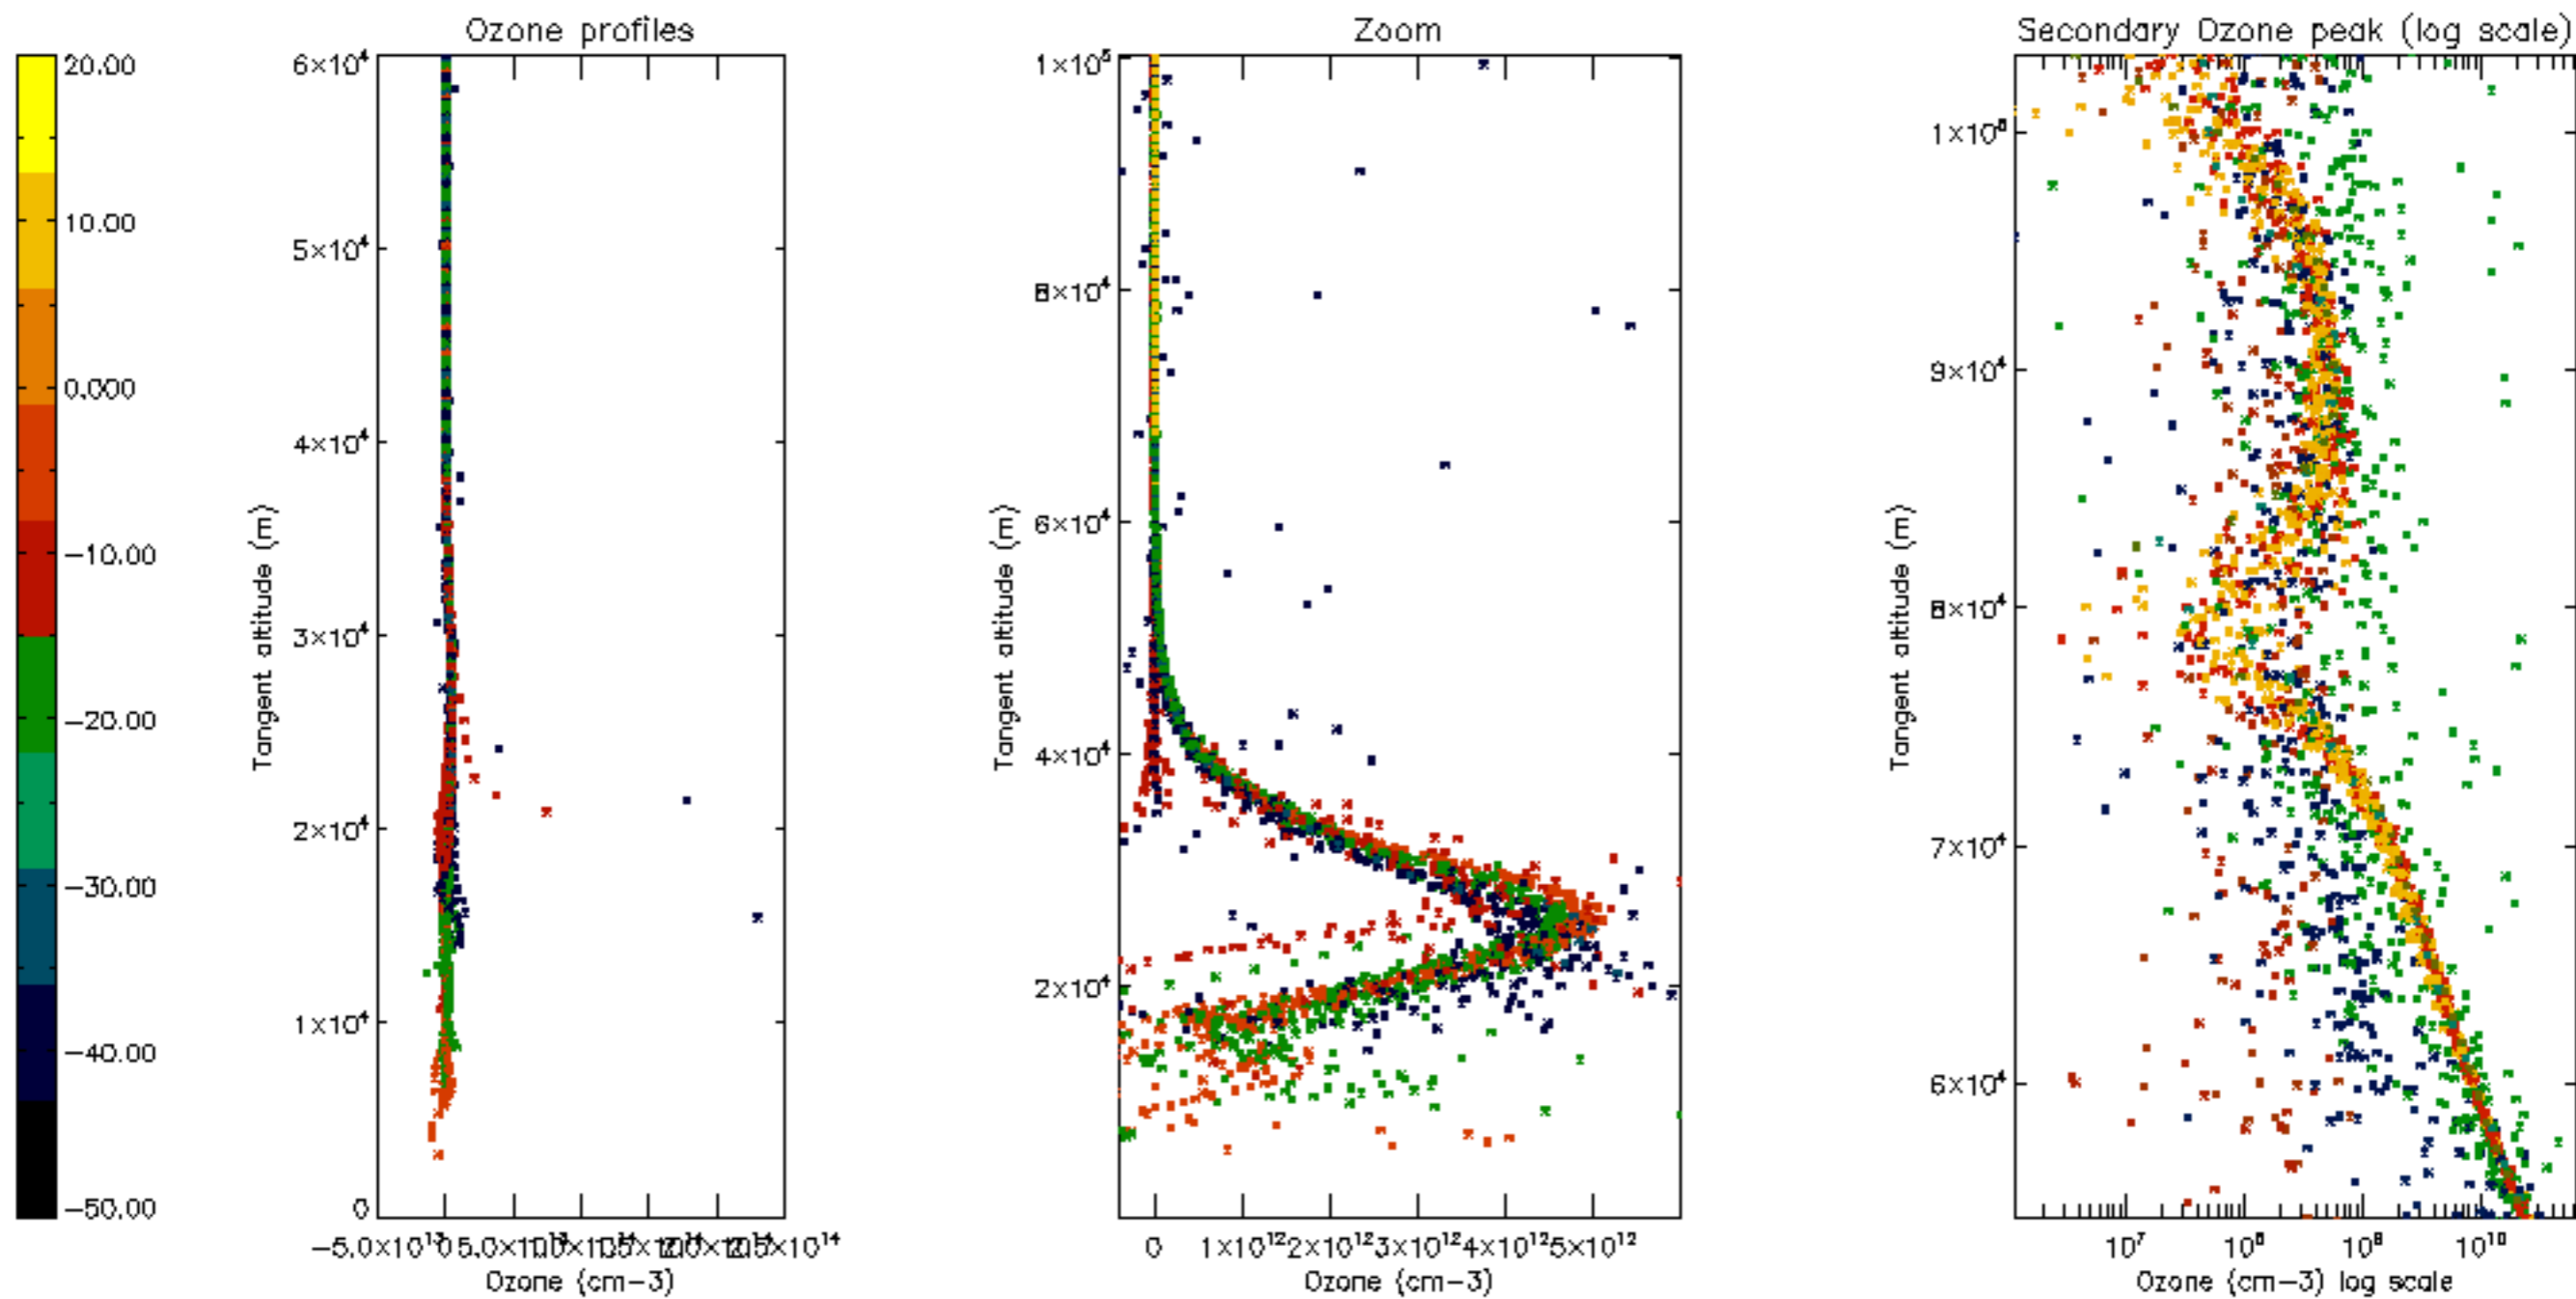 Ozone profiles
Zoom
Secondary Ozone peak (log scale)
20.00
10.00
0.000
−10.00
−20.00
−30.00
−40.00
−50.00
6×10⁴
5×10⁴
4×10⁴
3×10⁴
2×10⁴
1×10⁴
0
Tangent altitude (m)
−5.0×10¹³
Ozone (cm−3)
1×10⁵
8×10⁴
6×10⁴
4×10⁴
2×10⁴
Tangent altitude (m)
0 1×10¹² 2×10¹² 3×10¹² 4×10¹² 5×10¹²
Ozone (cm−3)
9×10⁴
8×10⁴
7×10⁴
6×10⁴
Tangent altitude (m)
10⁷ 10⁸ 10⁹ 10¹⁰
Ozone (cm−3) log scale